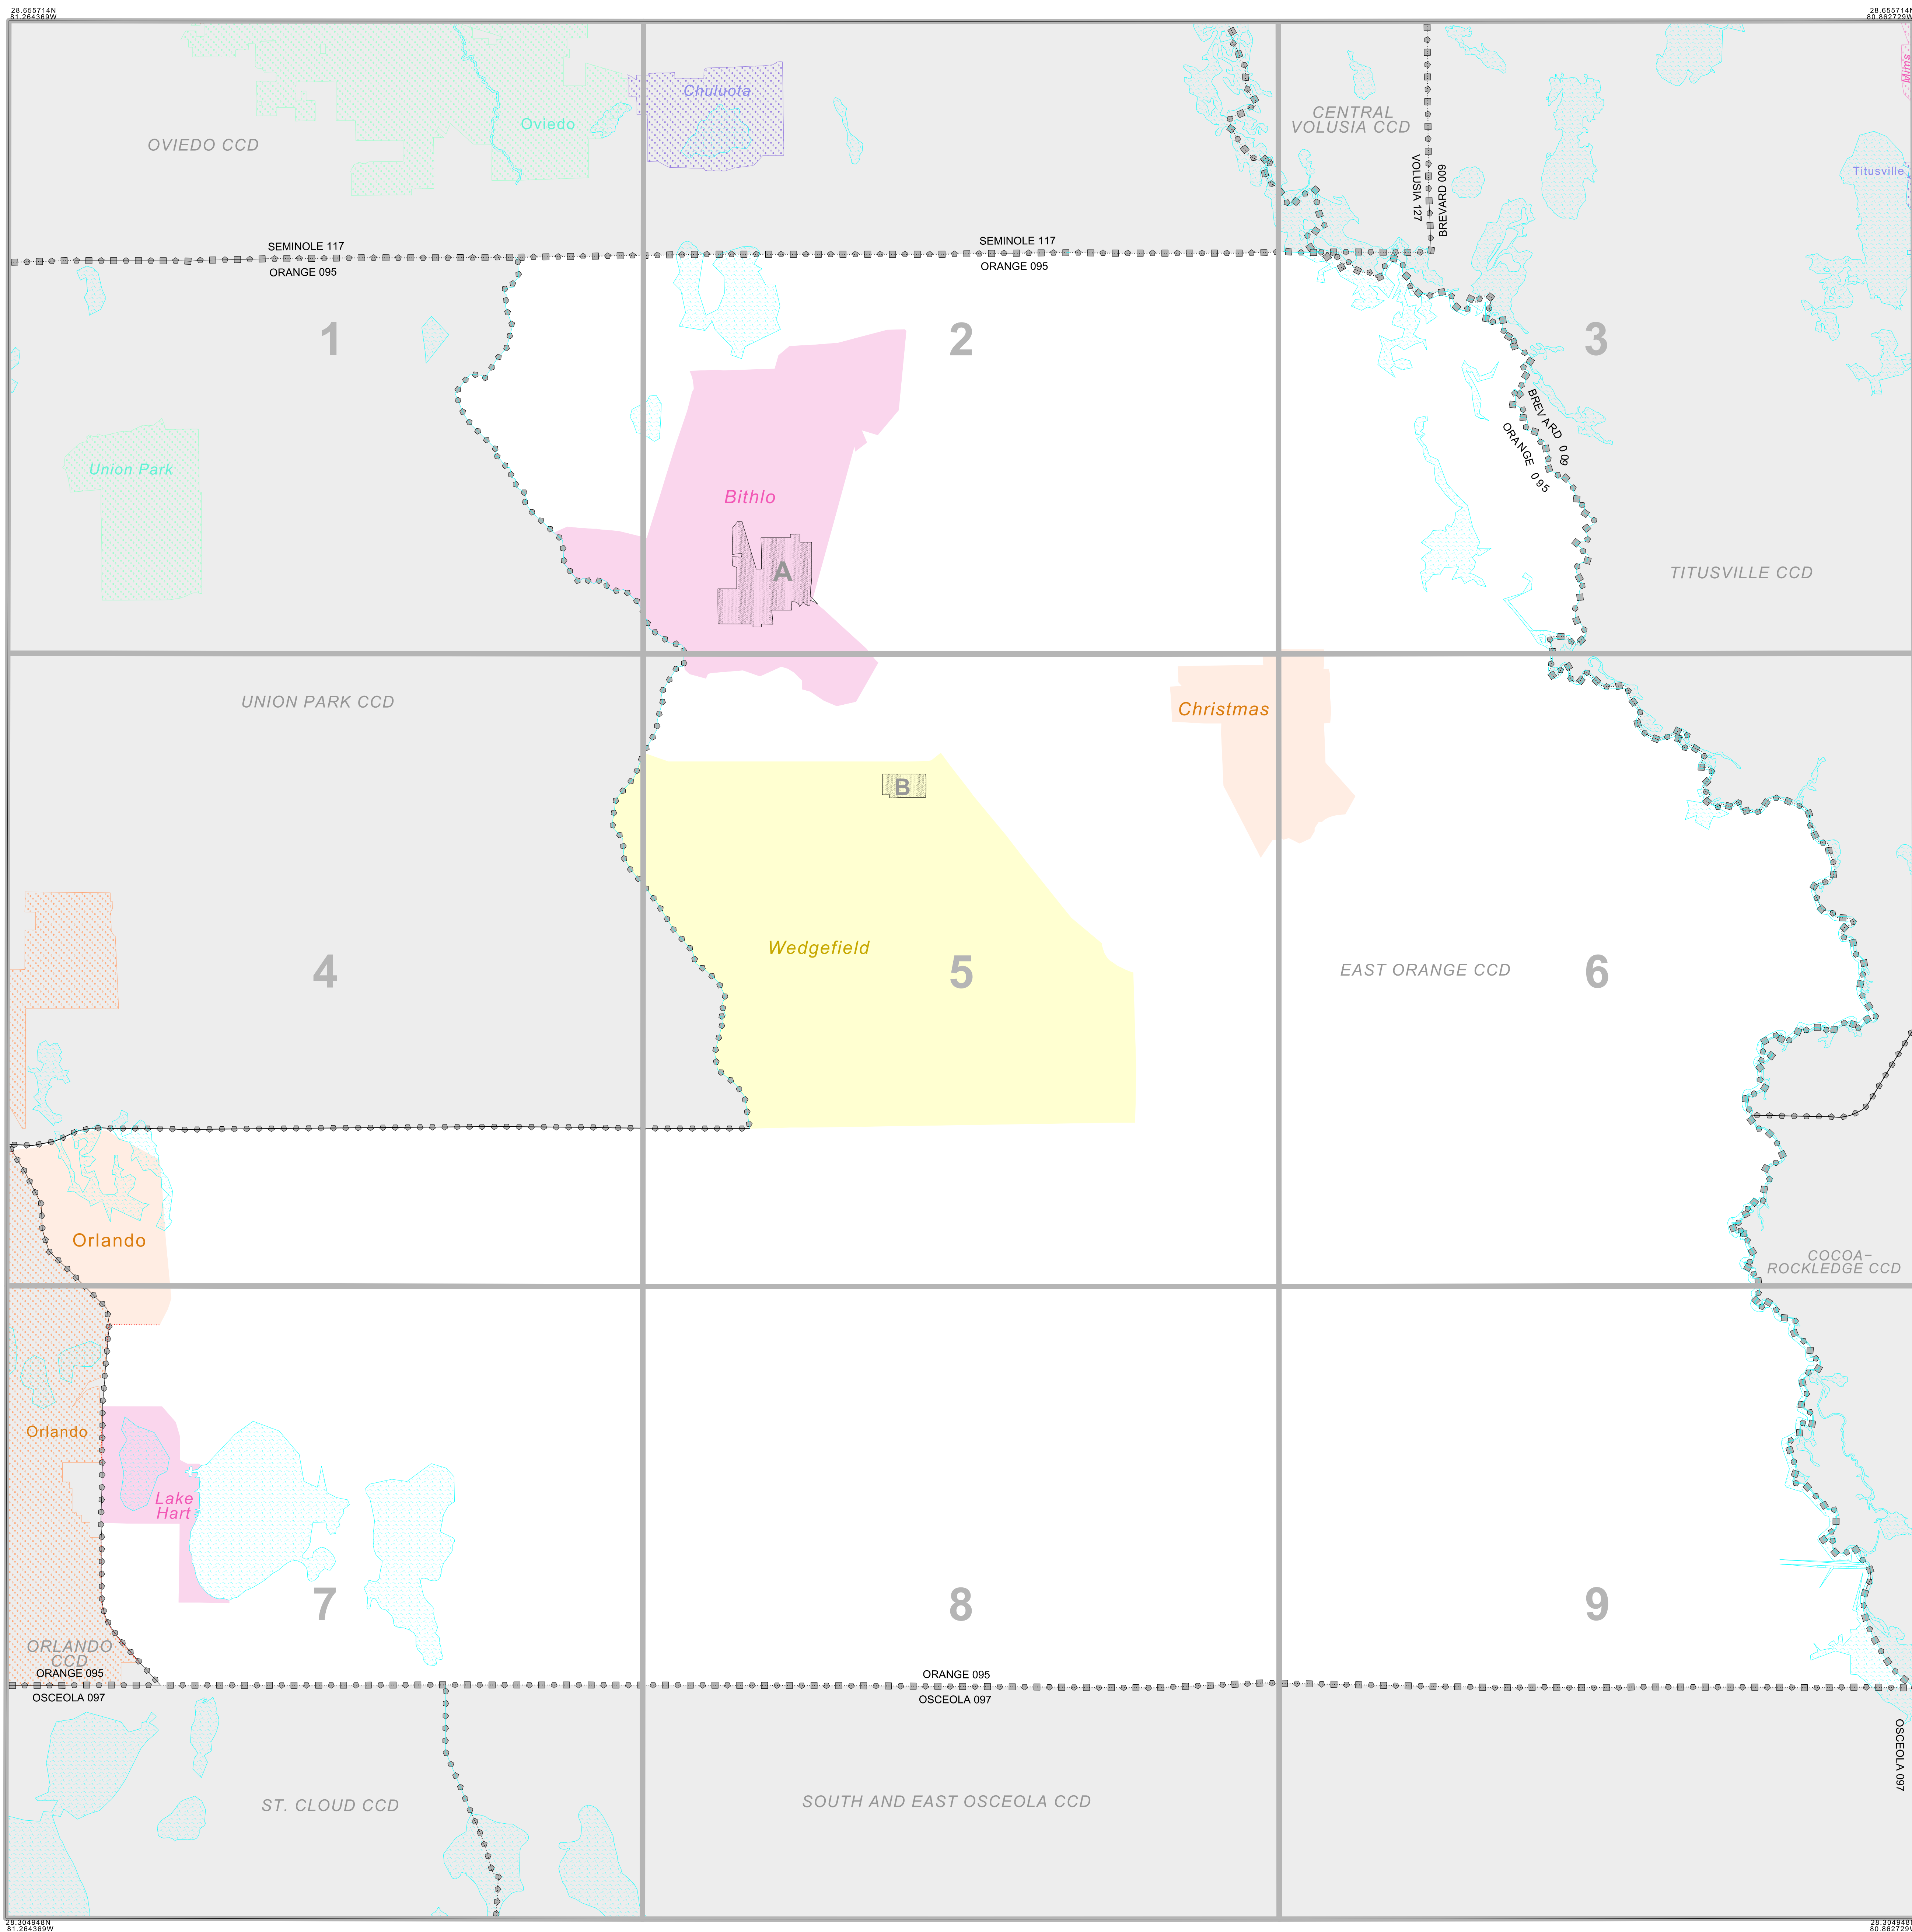 28.655714N
81.264369W
28.655714N
80.862729W
Mims
Chuluota
Oviedo
CENTRAL
VOLUSIA CCD
OVIEDO CCD
VOLUSIA 127
BREVARD 009
Titusville
SEMINOLE 117
ORANGE 095
SEMINOLE 117
ORANGE 095
1
2
3
BREVARD 009
ORANGE 095
Union Park
Bithlo
A
TITUSVILLE CCD
UNION PARK CCD
Christmas
B
Wedgefield
4
5
EAST ORANGE CCD
6
Orlando
COCOA-
ROCKLEDGE CCD
Orlando
Lake
Hart
7
8
9
ORLANDO
CCD
ORANGE 095
OSCEOLA 097
ORANGE 095
OSCEOLA 097
OSCEOLA 097
ST. CLOUD CCD
SOUTH AND EAST OSCEOLA CCD
28.304948N
81.264369W
28.304948N
80.862729W